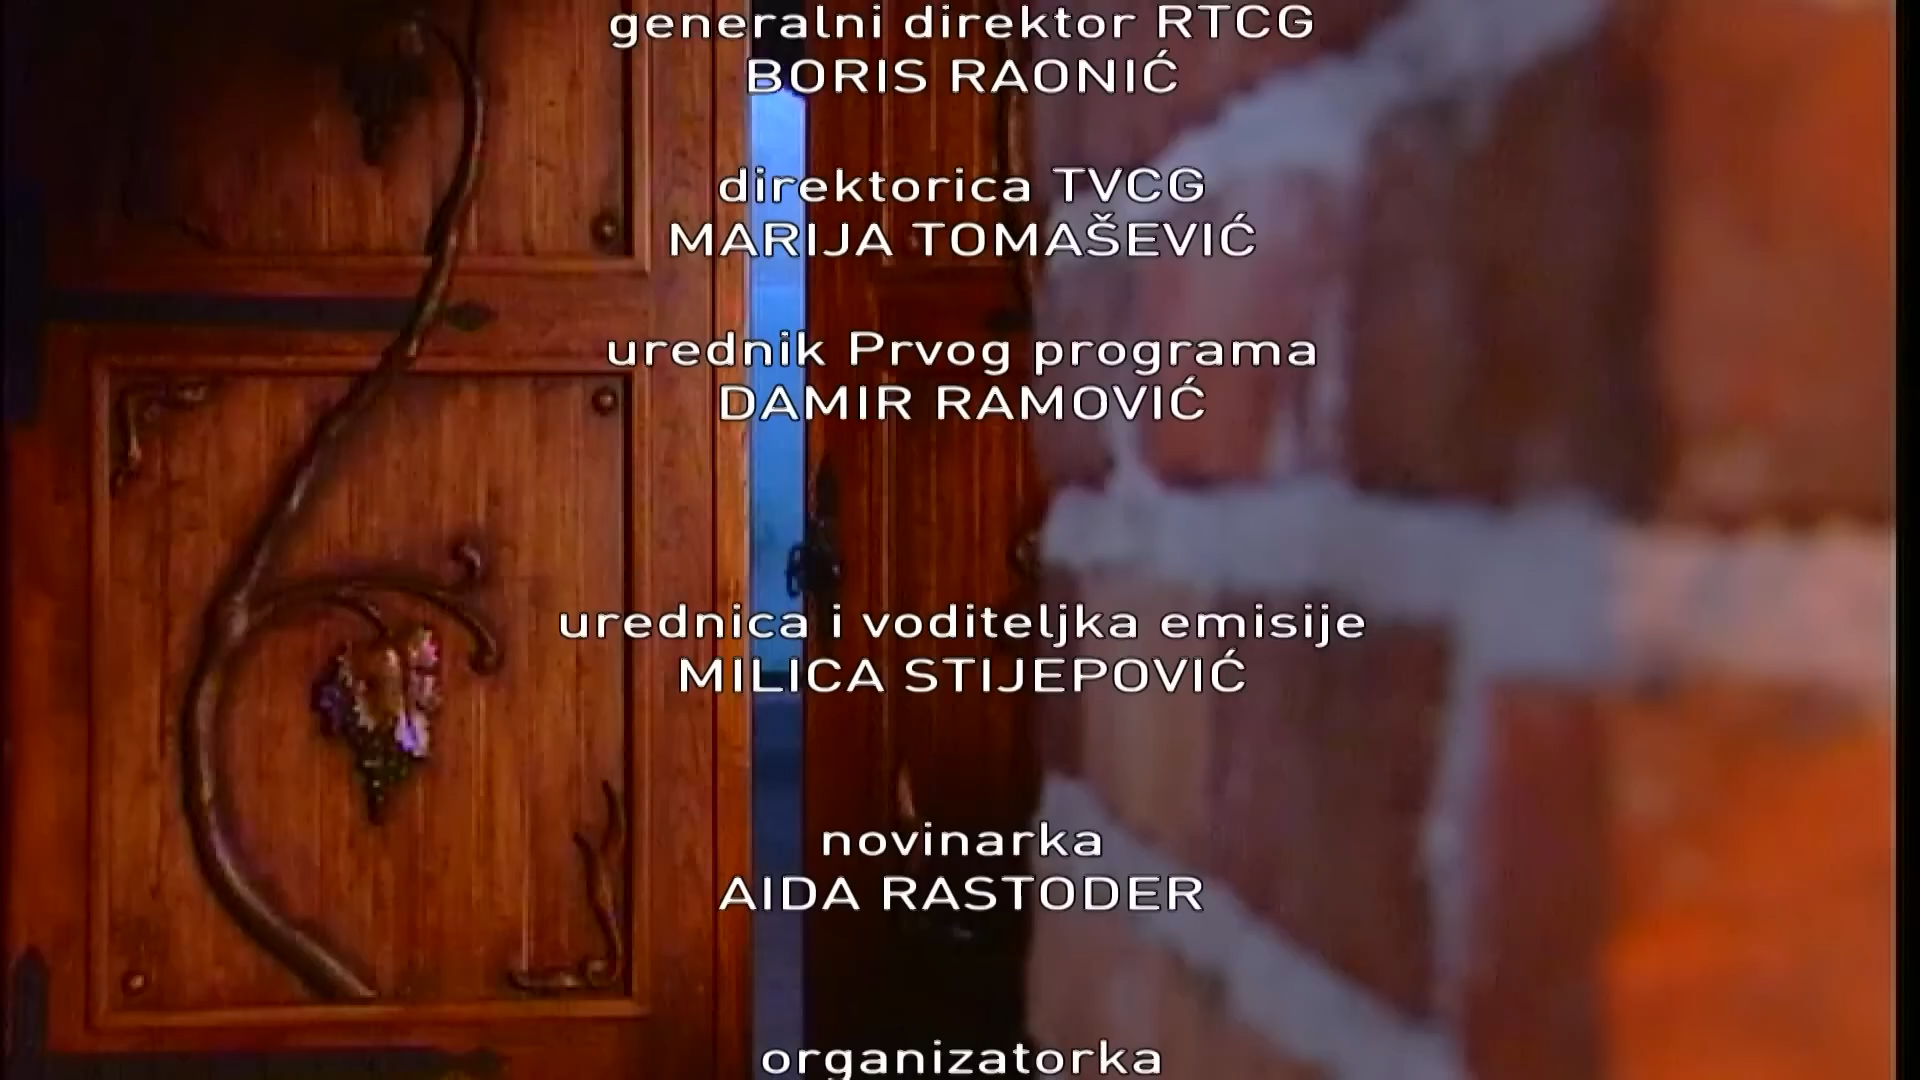 generalni direktor RTCG
BORIS RAONIĆ
direktorica TVCG
MARIJA TOMAŠEVIĆ
urednik Prvog programa
DAMIR RAMOVIĆ
urednica i voditeljka emisije
MILICA STIJEPOVIĆ
novinarka
AIDA RASTODER
organizatorka